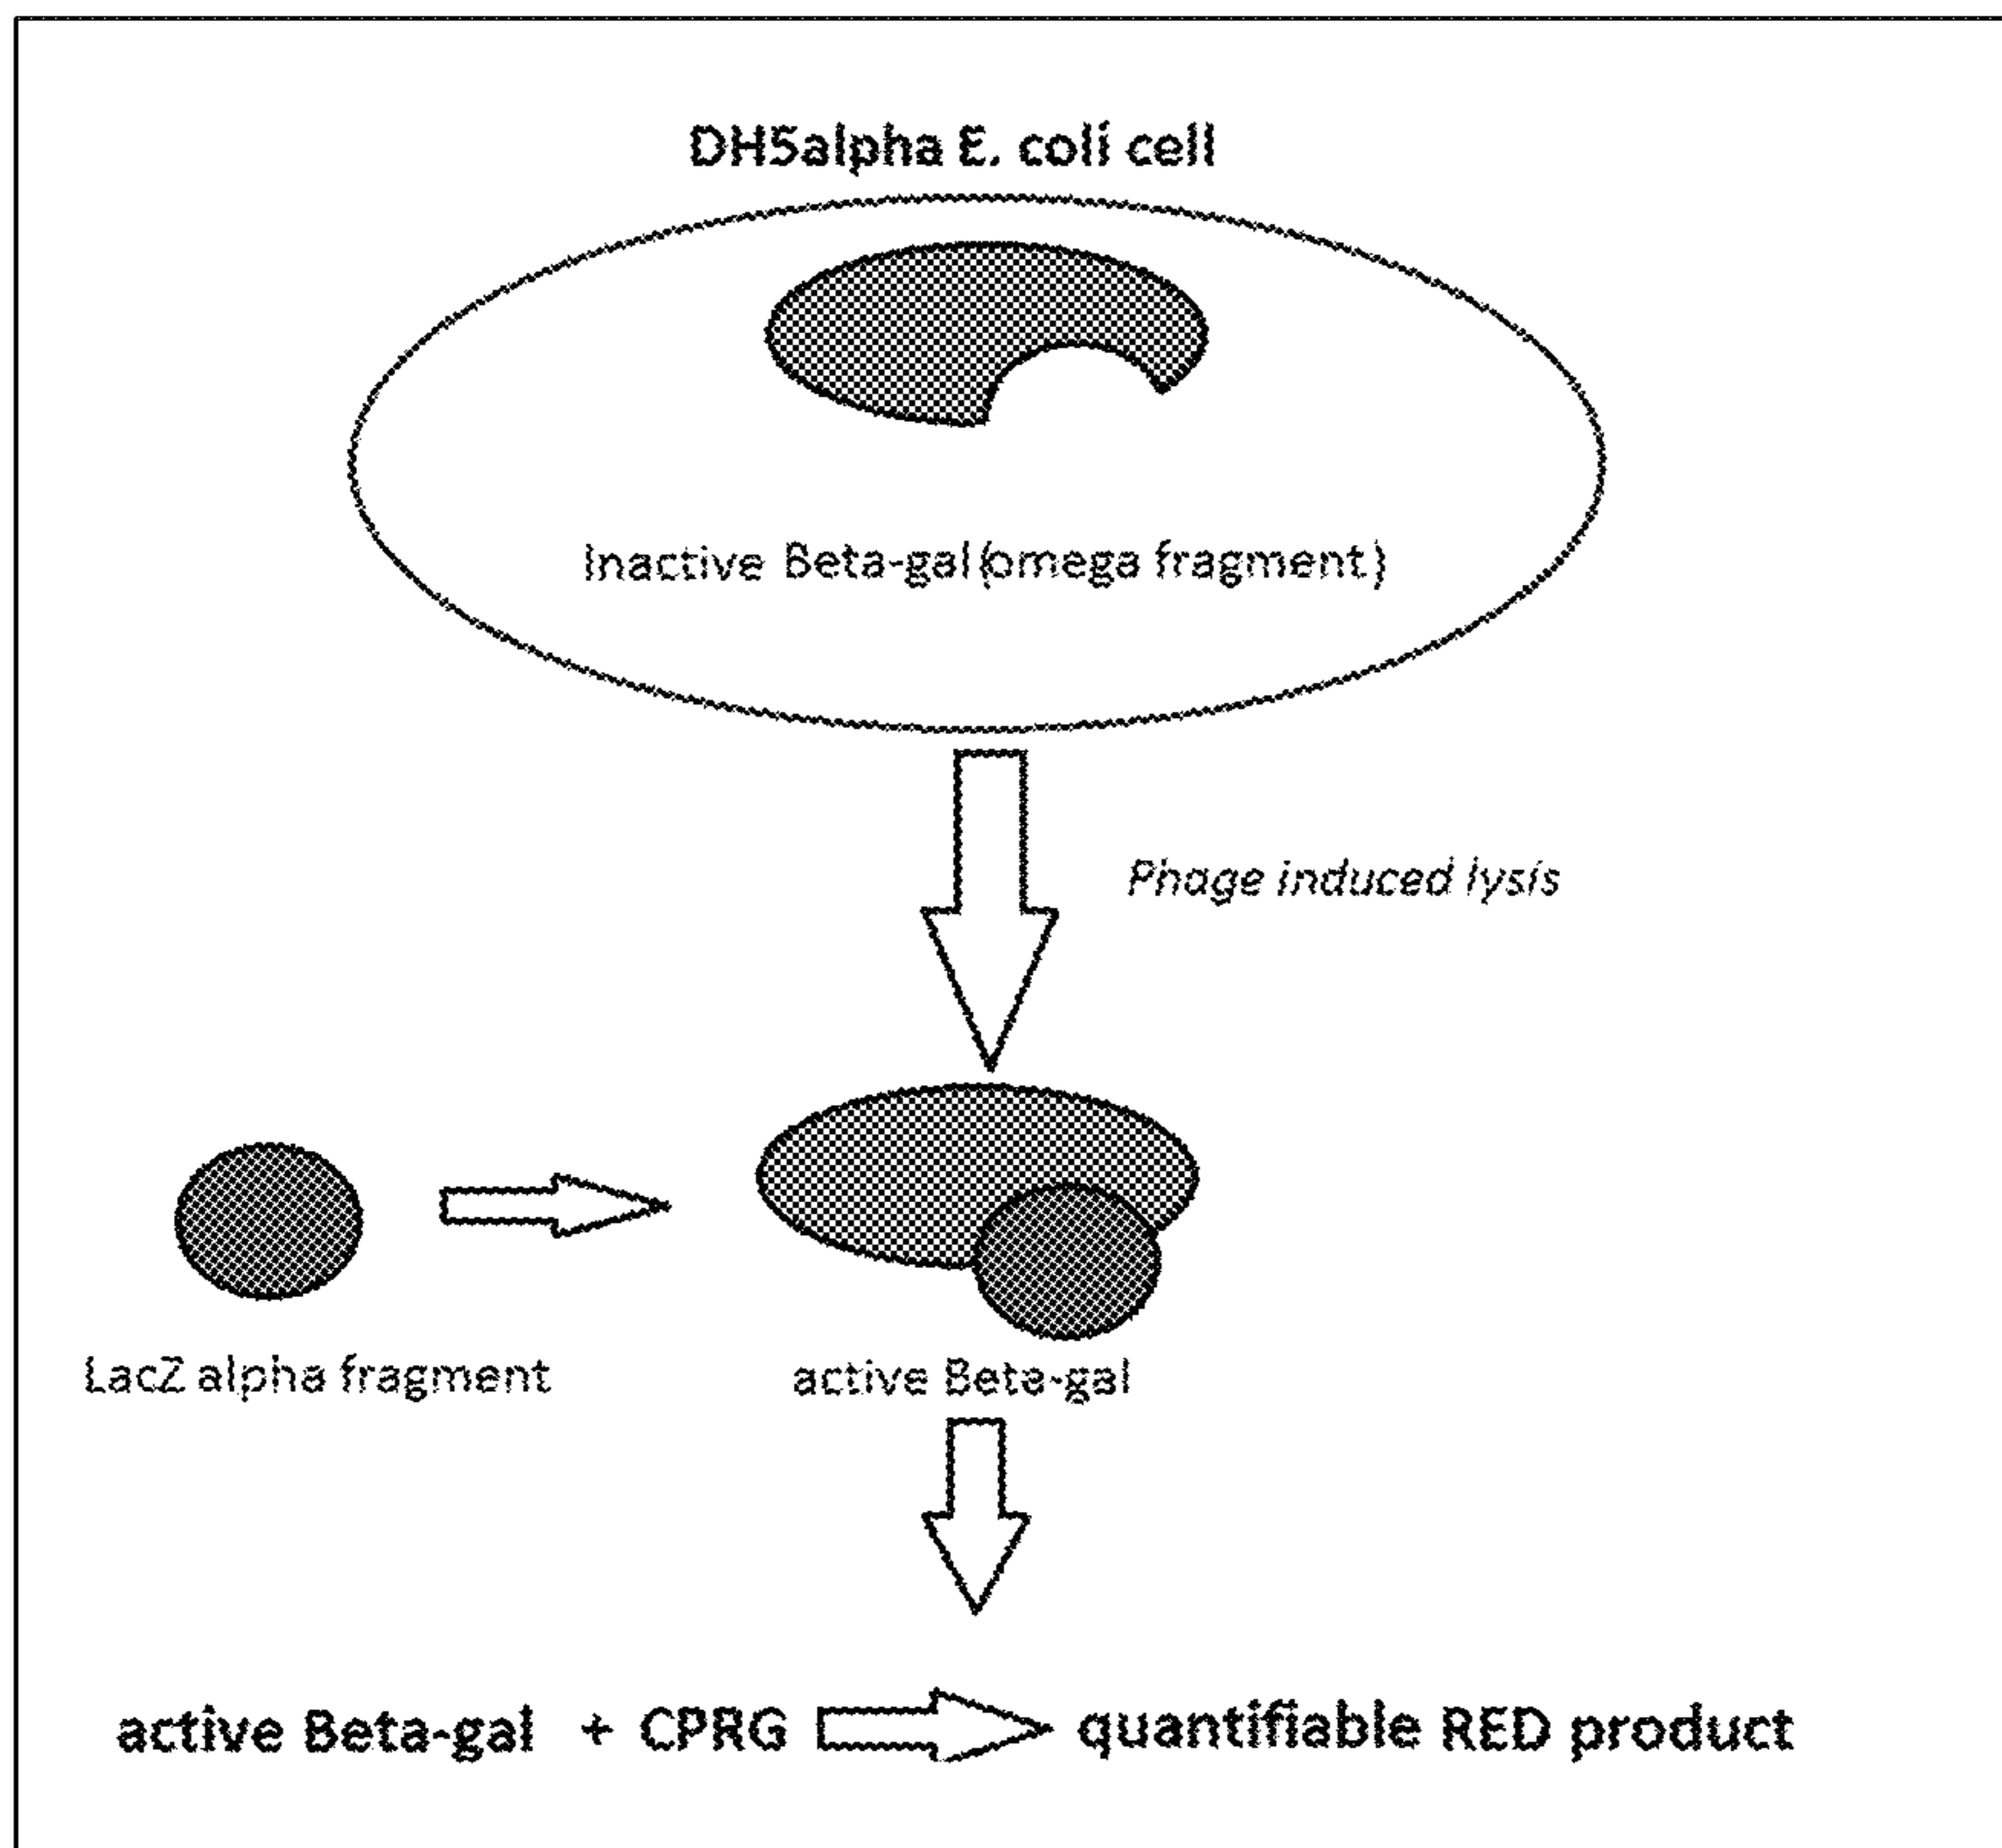 DH5alpha E. coli cell
Inactive Beta-gal (omega fragment)
Phage induced lysis
LacZ alpha fragment
active Beta-gal
active Beta-gal + CPRG quantifiable RED product